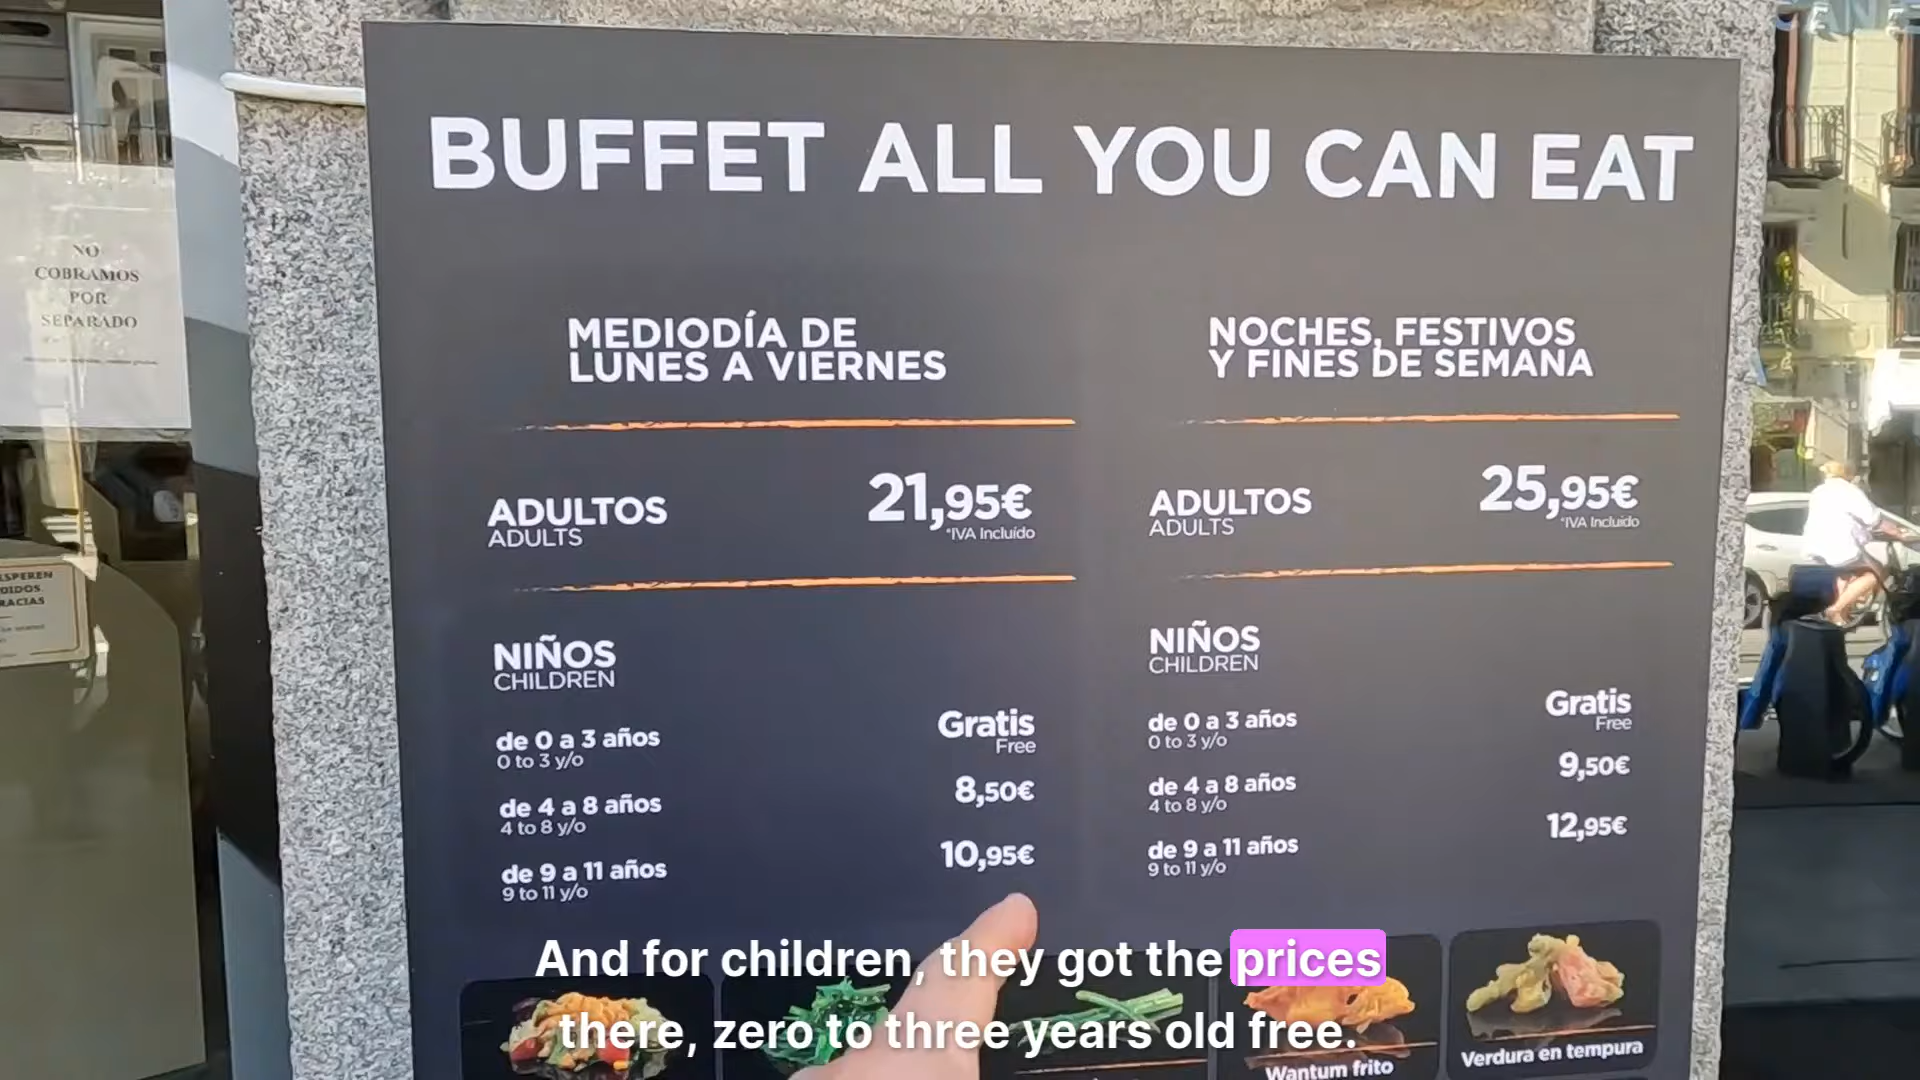 BUFFET ALL YOU CAN EAT
NO
COBRAMOS
POR
SEPARADO
MEDIODÍA DE
LUNES A VIERNES
ADULTOS
ADULTS
21,95€
*IVA Incluído
NIÑOS
CHILDREN
de 0 a 3 años
0 to 3 y/o
Gratis
Free
de 4 a 8 años
4 to 8 y/o
8,50€
de 9 a 11 años
9 to 11 y/o
10,95€
NOCHES, FESTIVOS
Y FINES DE SEMANA
ADULTOS
ADULTS
25,95€
*IVA Incluído
NIÑOS
CHILDREN
de 0 a 3 años
0 to 3 y/o
Gratis
Free
de 4 a 8 años
4 to 8 y/o
9,50€
de 9 a 11 años
9 to 11 y/o
12,95€
Wantum frito
Verdura en tempura
And for children, they got the prices
there, zero to three years old free.